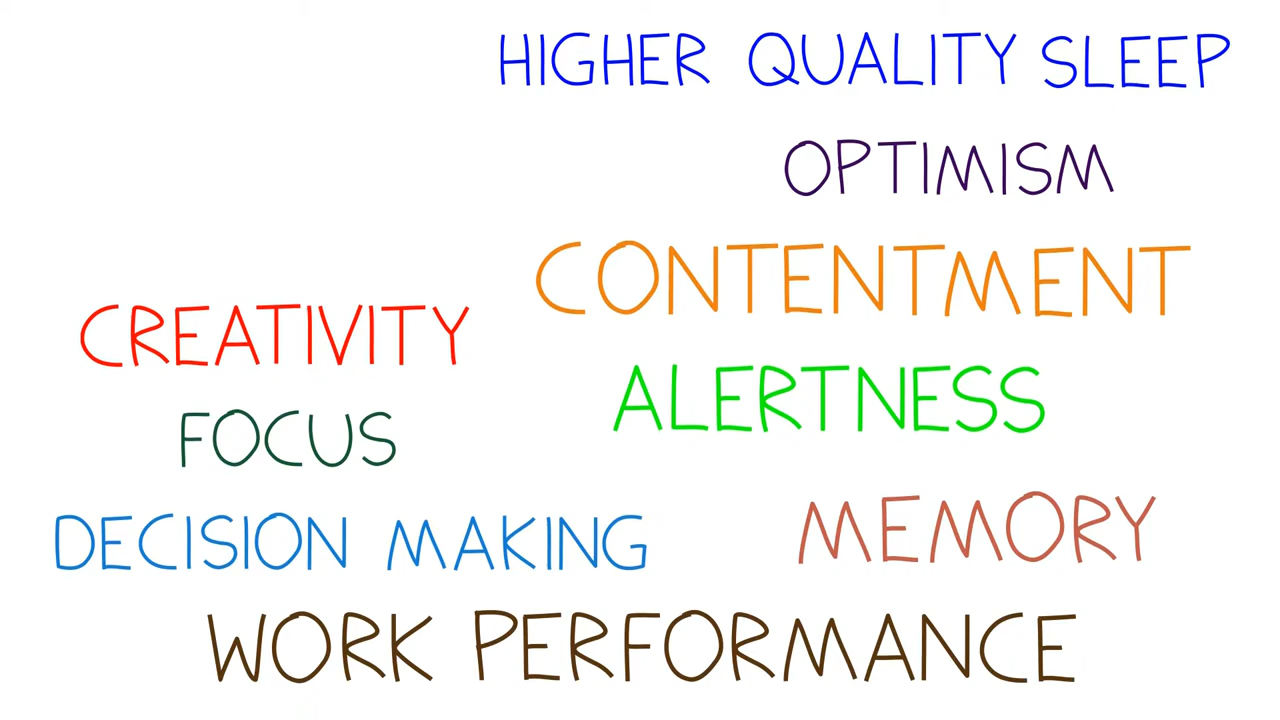 HIGHER QUALITY SLEEP
OPTIMISM
CONTENTMENT
CREATIVITY
ALERTNESS
FOCUS
MEMORY
DECISION MAKING
WORK PERFORMANCE